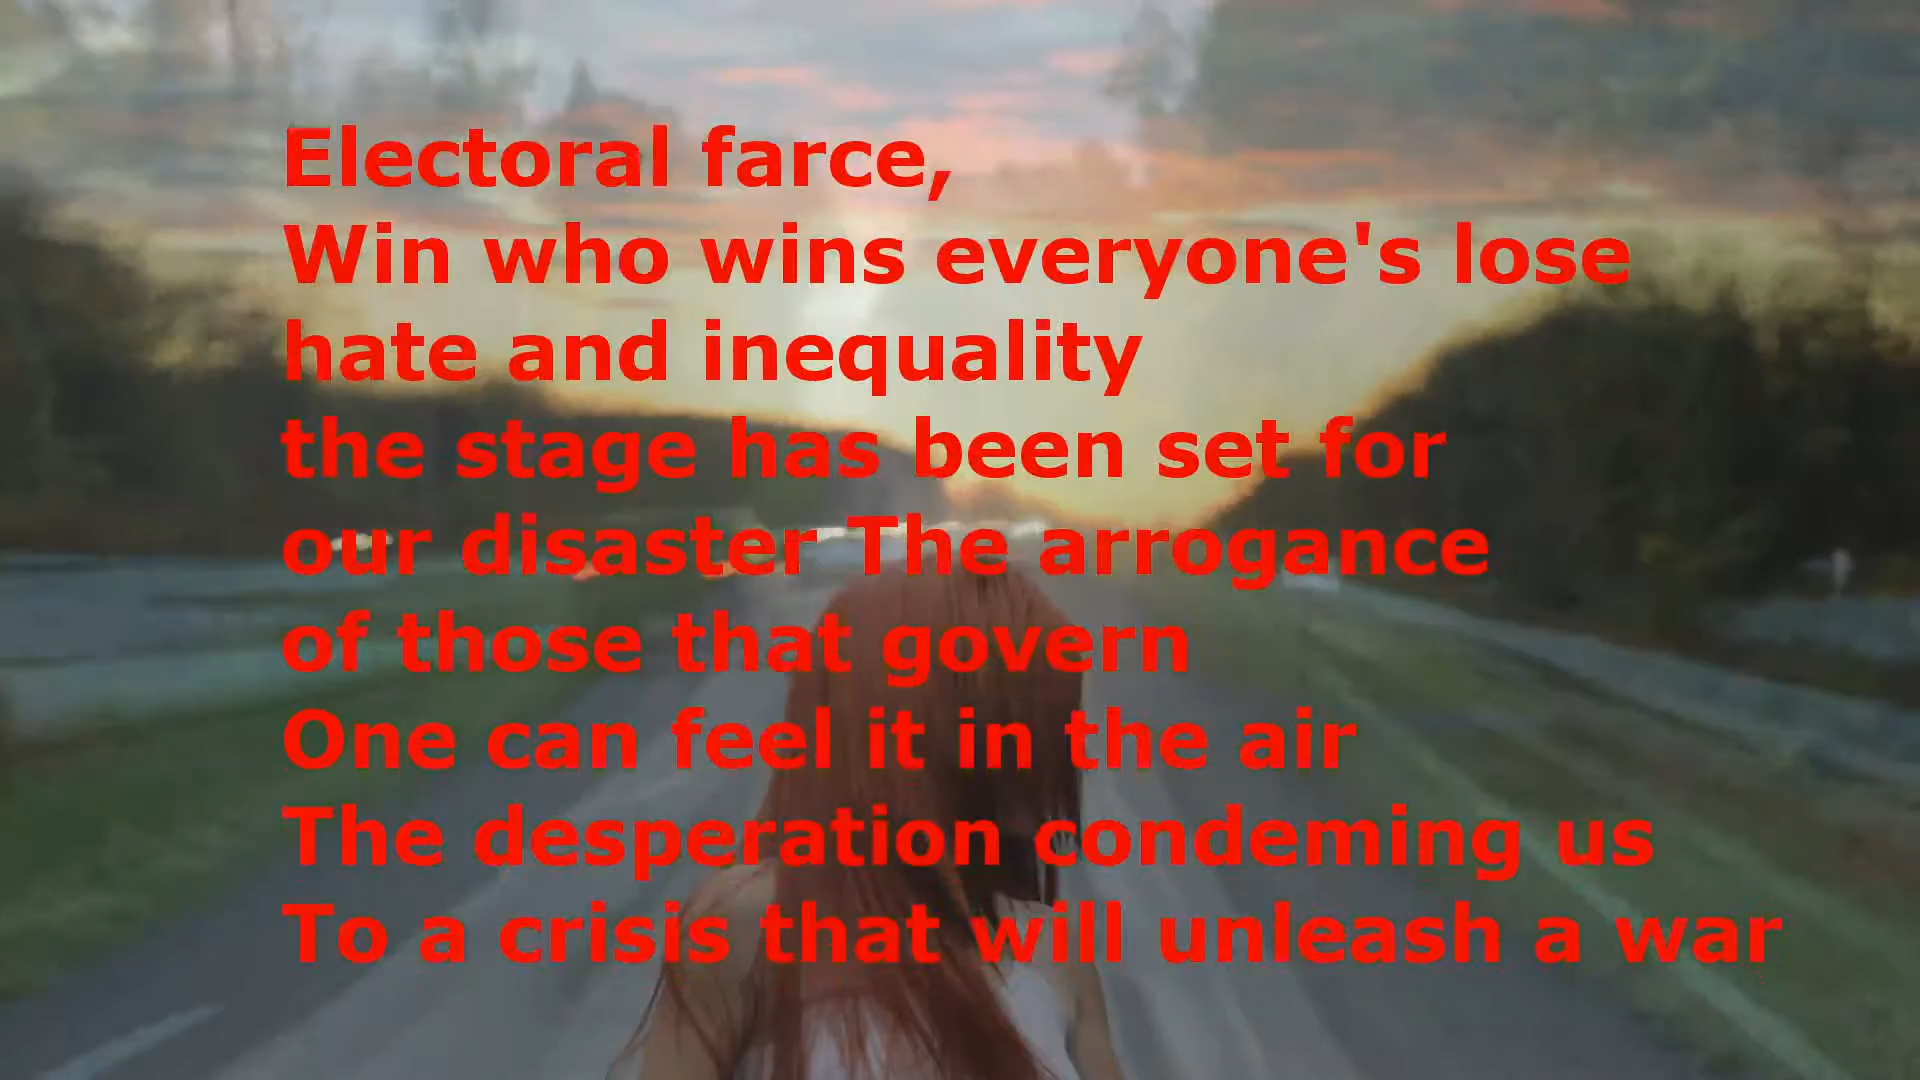 Electoral farce,
Win who wins everyone's lose
hate and inequality
the stage has been set for
our disaster The arrogance
of those that govern
One can feel it in the air
The desperation condeming us
To a crisis that will unleash a war